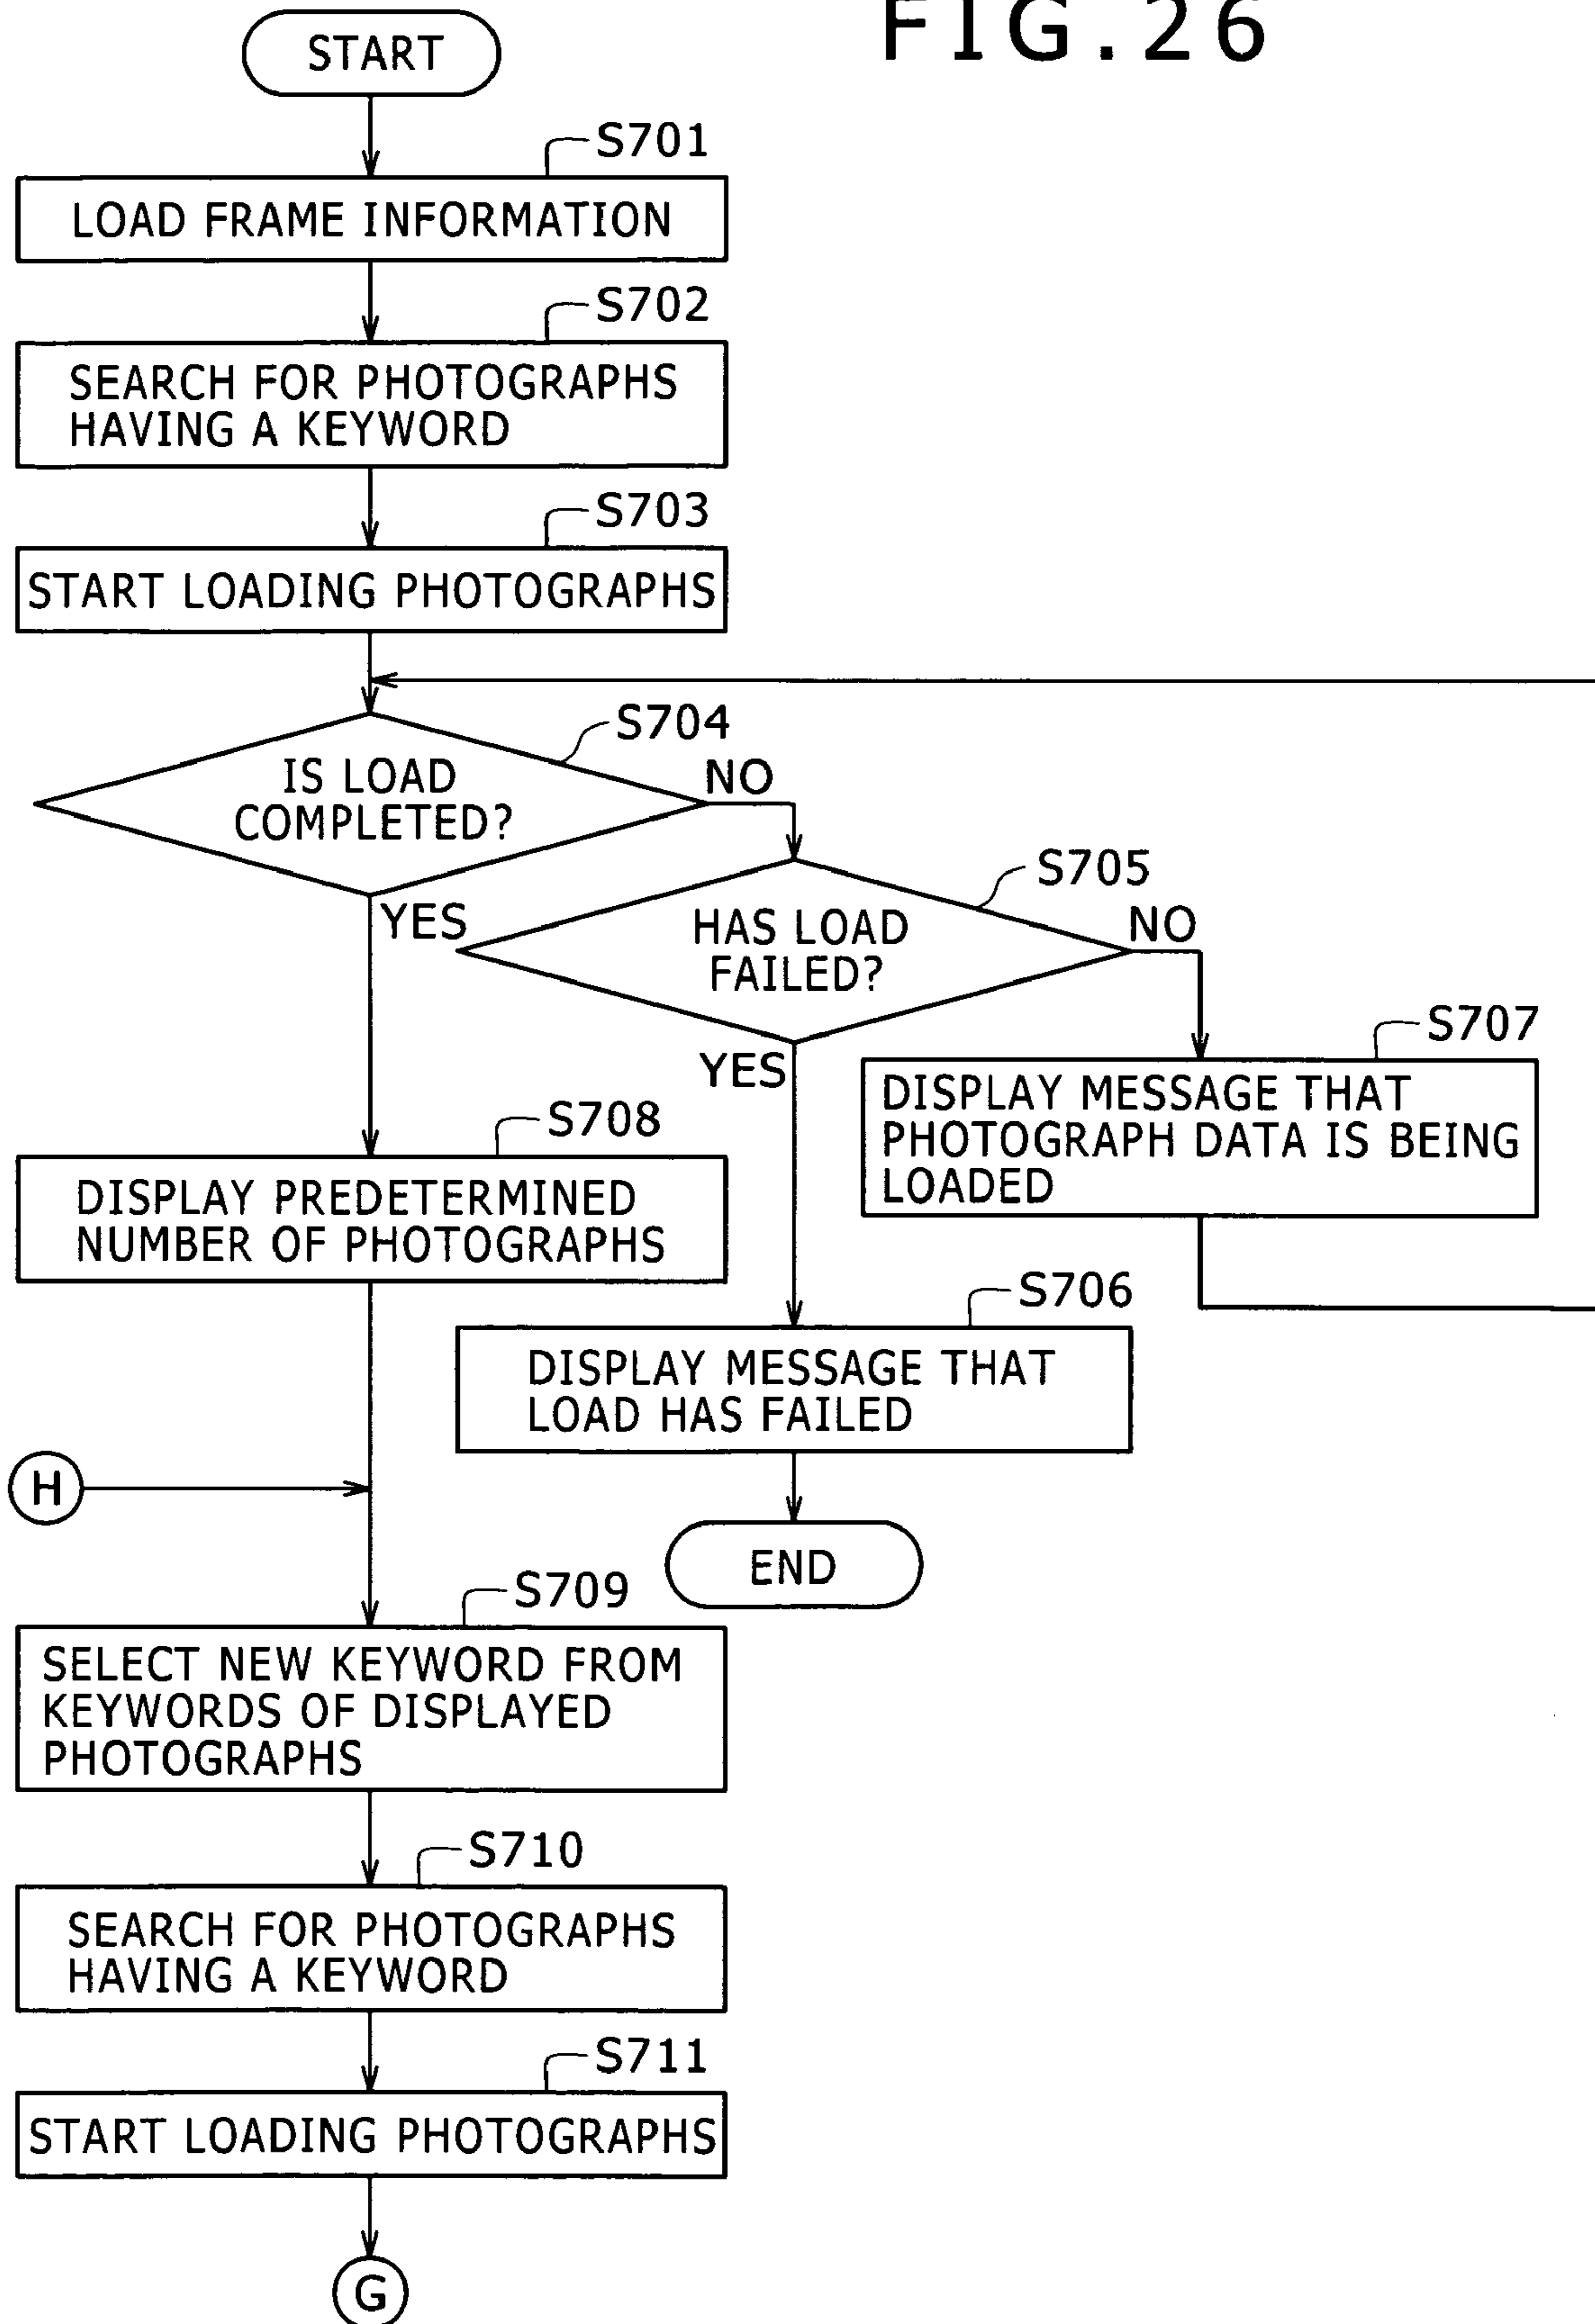 FIG.26
START
S701
LOAD FRAME INFORMATION
S702
SEARCH FOR PHOTOGRAPHS
HAVING A KEYWORD
S703
START LOADING PHOTOGRAPHS
S704
IS LOAD
COMPLETED?
NO
YES
S705
HAS LOAD
FAILED?
NO
YES
S707
DISPLAY MESSAGE THAT
PHOTOGRAPH DATA IS BEING
LOADED
S708
DISPLAY PREDETERMINED
NUMBER OF PHOTOGRAPHS
S706
DISPLAY MESSAGE THAT
LOAD HAS FAILED
H
END
S709
SELECT NEW KEYWORD FROM
KEYWORDS OF DISPLAYED
PHOTOGRAPHS
S710
SEARCH FOR PHOTOGRAPHS
HAVING A KEYWORD
S711
START LOADING PHOTOGRAPHS
G